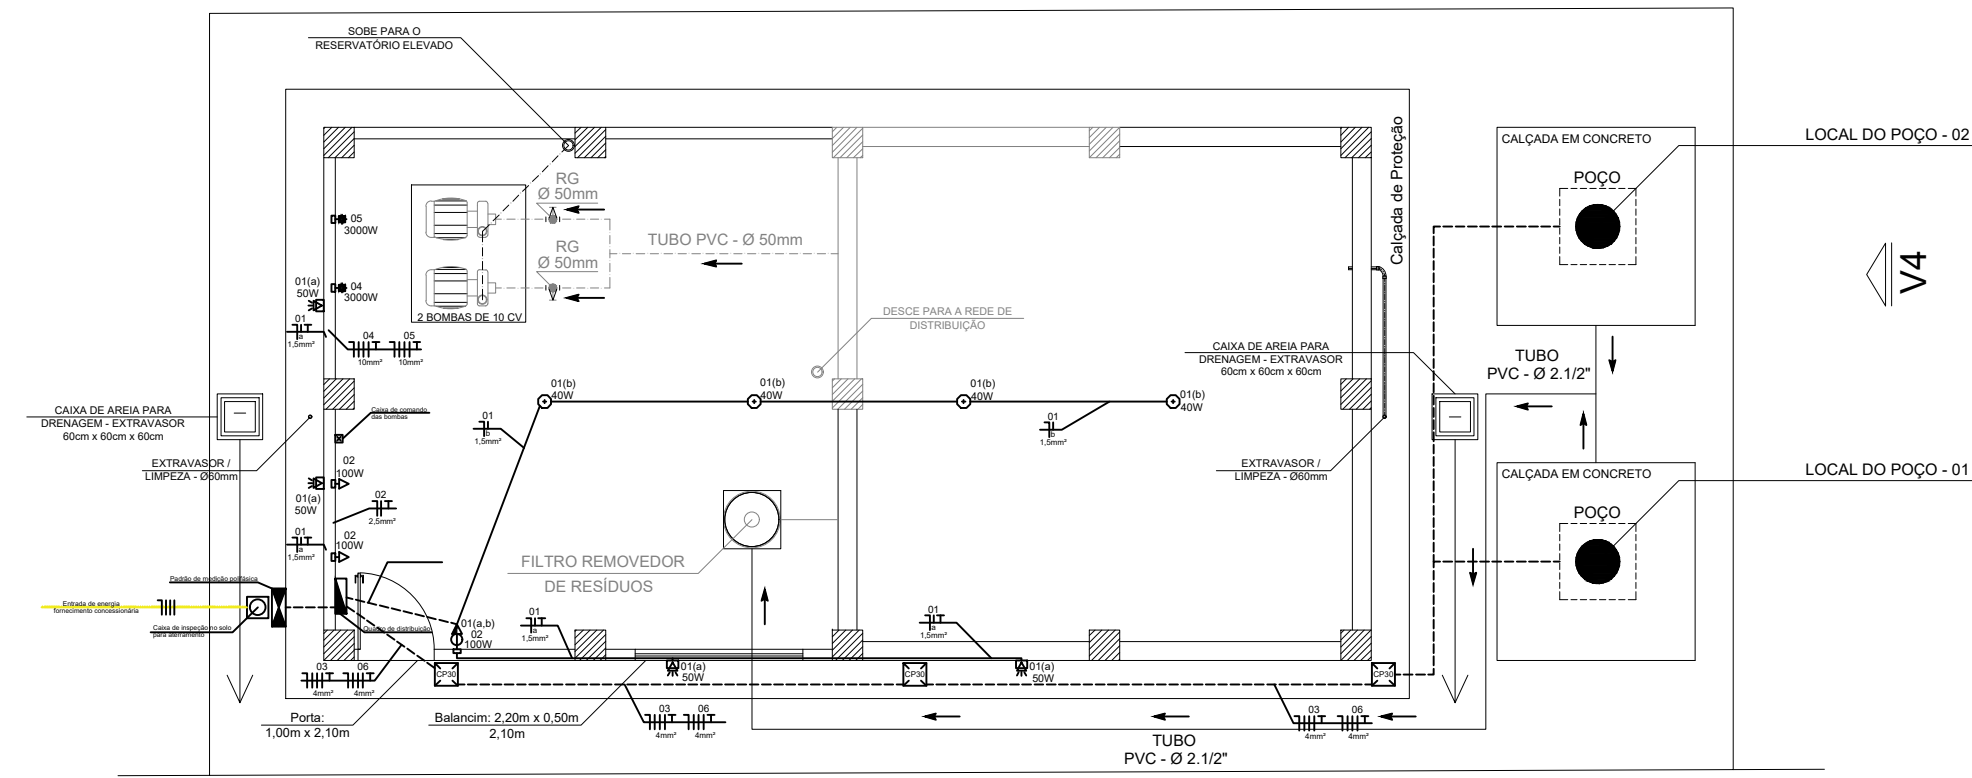 SOBE PARA O
RESERVATÓRIO ELEVADO
Calçada de Proteção
CALÇADA EM CONCRETO
POÇO
LOCAL DO POÇO - 02
V4
RG
Ø 50mm
RG
Ø 50mm
TUBO PVC - Ø 50mm
05
3000W
04
3000W
01(a)
50W
01
a
1,5mm²
04
10mm²
05
10mm²
2 BOMBAS DE 10 CV
DESCE PARA A REDE DE
DISTRIBUIÇÃO
CAIXA DE AREIA PARA
DRENAGEM - EXTRAVASOR
60cm x 60cm x 60cm
TUBO
PVC - Ø 2.1/2"
01(b)
40W
01(b)
40W
01(b)
40W
01(b)
40W
CAIXA DE AREIA PARA
DRENAGEM - EXTRAVASOR
60cm x 60cm x 60cm
Caixa de comando
das bombas
01
b
1,5mm²
01
b
1,5mm²
EXTRAVASOR /
LIMPEZA - Ø60mm
02
100W
01(a)
50W
02
2,5mm²
EXTRAVASOR /
LIMPEZA - Ø60mm
CALÇADA EM CONCRETO
LOCAL DO POÇO - 01
POÇO
01
a
1,5mm²
02
100W
FILTRO REMOVEDOR
DE RESÍDUOS
Padrão de medição polifásica
Entrada de energia
fornecimento concessionária
Caixa de inspeção no solo
para aterramento
Quadro de distribuição
01(a,b)
02
100W
01
a
1,5mm²
01
a
1,5mm²
03
4mm²
06
4mm²
CP30
01(a)
50W
CP30
01(a)
50W
CP30
Porta:
1,00m x 2,10m
Balancim: 2,20m x 0,50m
2,10m
03
4mm²
06
4mm²
03
4mm²
06
4mm²
TUBO
PVC - Ø 2.1/2"